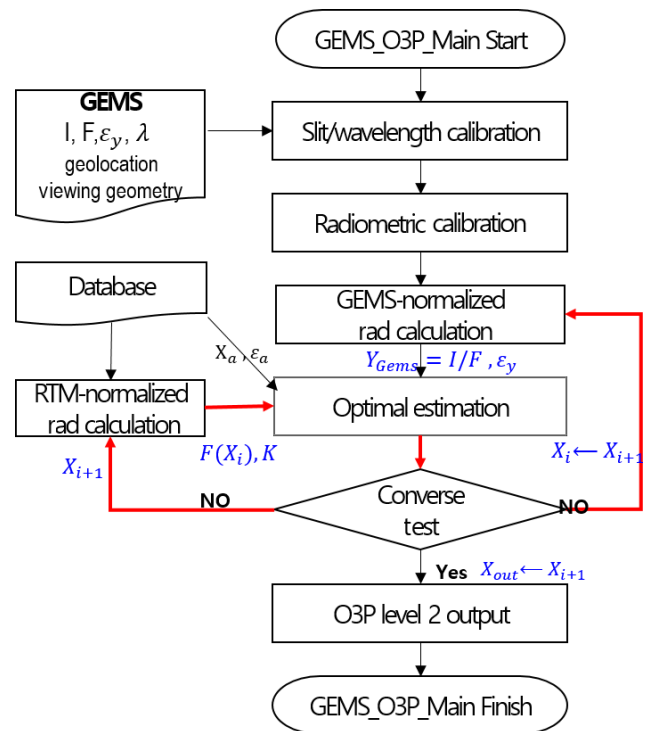 GEMS_O3P_Main Start
GEMS
I, F,εy, λ
geolocation
viewing geometry
Slit/wavelength calibration
Radiometric calibration
Database
GEMS-normalized
rad calculation
Xa, εa
YGems = I/F , εy
RTM-normalized
rad calculation
Optimal estimation
F(Xi), K
Xi+1
Xi ← Xi+1
NO
Converse
test
NO
Yes
Xout ← Xi+1
O3P level 2 output
GEMS_O3P_Main Finish